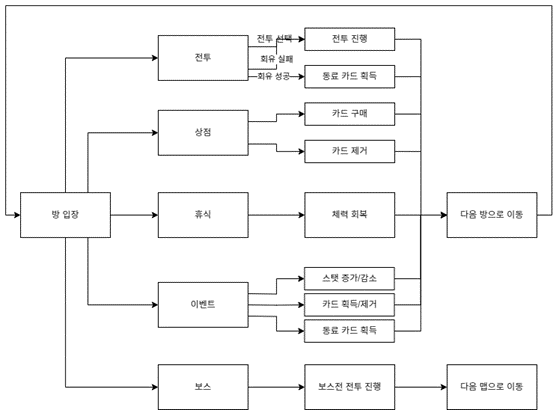 전투 선택
전투 진행
전투
회유 실패
회유 성공
동료 카드 획득
카드 구매
상점
카드 제거
방 입장
휴식
체력 회복
다음 방으로 이동
스탯 증가/감소
이벤트
카드 획득/제거
동료 카드 획득
보스
보스전 전투 진행
다음 맵으로 이동